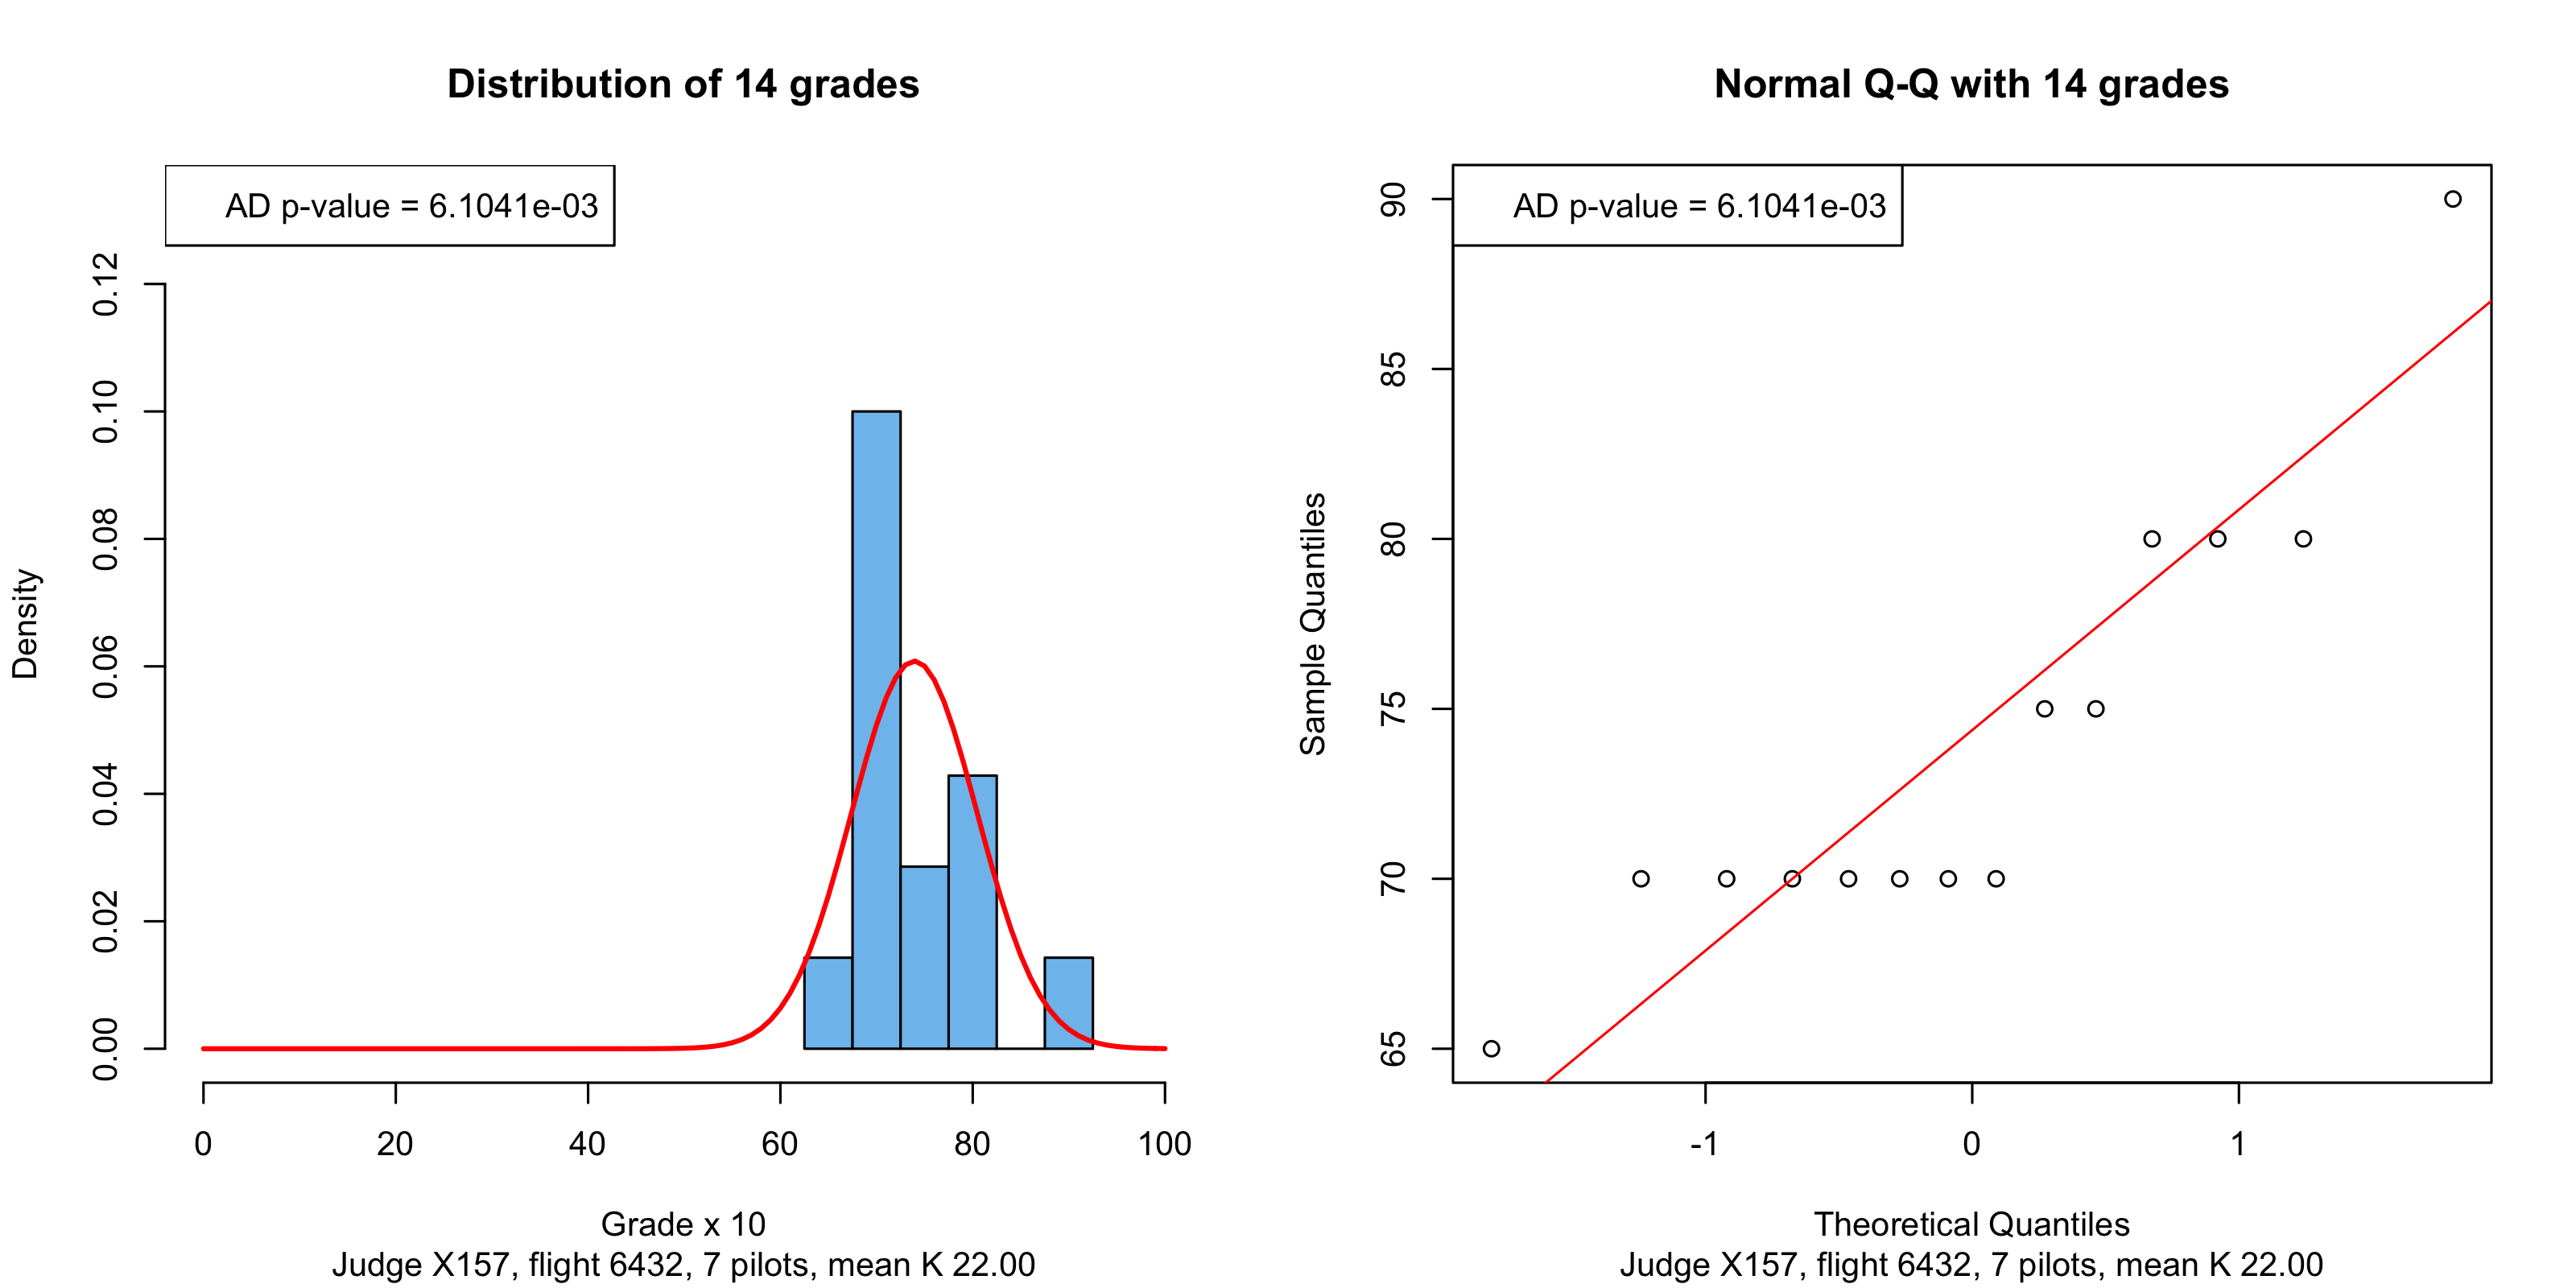 Distribution of 14 grades
AD p-value = 6.1041e-03
Density
0.12
0.10
0.08
0.06
0.04
0.02
0.00
0 20 40 60 80 100
Grade x 10
Judge X157, flight 6432, 7 pilots, mean K 22.00
Normal Q-Q with 14 grades
AD p-value = 6.1041e-03
Sample Quantiles
90
85
80
75
70
65
-1 0 1
Theoretical Quantiles
Judge X157, flight 6432, 7 pilots, mean K 22.00